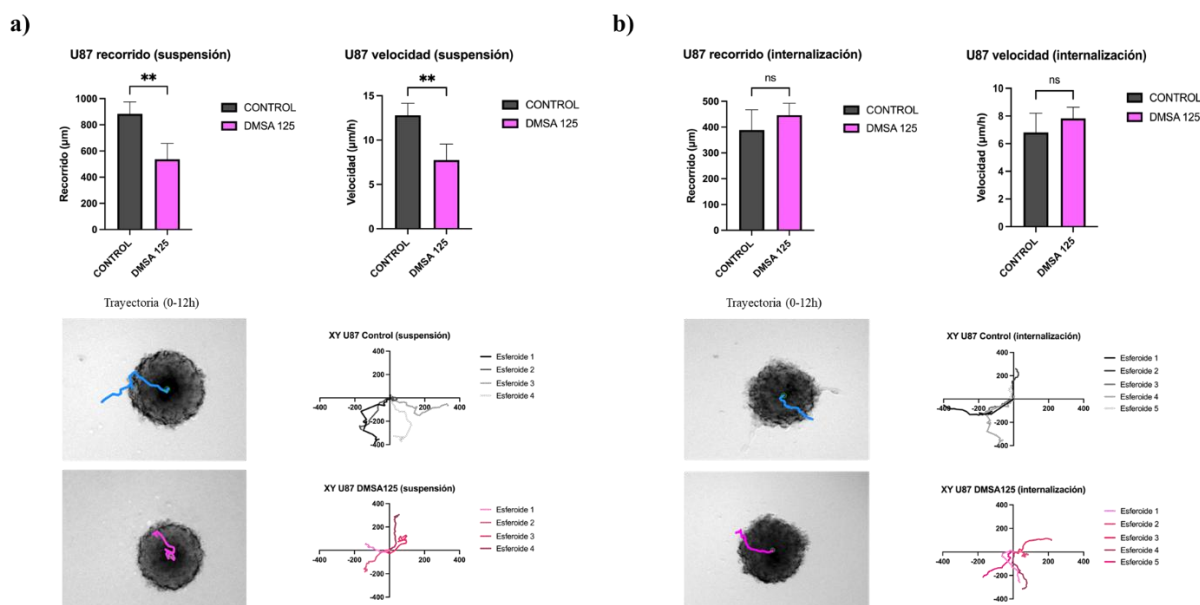 a)
U87 recorrido (suspensión)
**
Recorrido (µm)
1000
800
600
400
200
0
CONTROL
DMSA 125
CONTROL
DMSA 125
U87 velocidad (suspensión)
**
Velocidad (µm/h)
15
10
5
0
CONTROL
DMSA 125
CONTROL
DMSA 125
Trayectoria (0-12h)
XY U87 Control (suspensión)
400
200
-400 -200 200 400
-200
-400
Esferoide 1
Esferoide 2
Esferoide 3
Esferoide 4
XY U87 DMSA125 (suspensión)
400
200
-400 -200 200 400
-200
-400
Esferoide 1
Esferoide 2
Esferoide 3
Esferoide 4
b)
U87 recorrido (internalización)
ns
Recorrido (µm)
500
400
300
200
100
0
CONTROL
DMSA 125
CONTROL
DMSA 125
U87 velocidad (internalización)
ns
Velocidad (µm/h)
8
6
4
2
0
CONTROL
DMSA 125
CONTROL
DMSA 125
Trayectoria (0-12h)
XY U87 Control (internalización)
400
200
-400 -200 200 400
-200
-400
Esferoide 1
Esferoide 2
Esferoide 3
Esferoide 4
Esferoide 5
XY U87 DMSA125 (internalización)
400
200
-400 -200 200 400
-200
-400
Esferoide 1
Esferoide 2
Esferoide 3
Esferoide 4
Esferoide 5